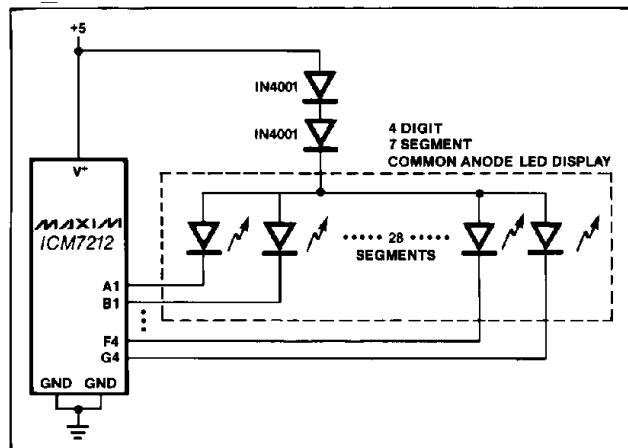 +5
IN4001
IN4001
4 DIGIT
7 SEGMENT
COMMON ANODE LED DISPLAY
V+
MAXIM
ICM7212
28
SEGMENTS
A1
B1
F4
G4
GND GND